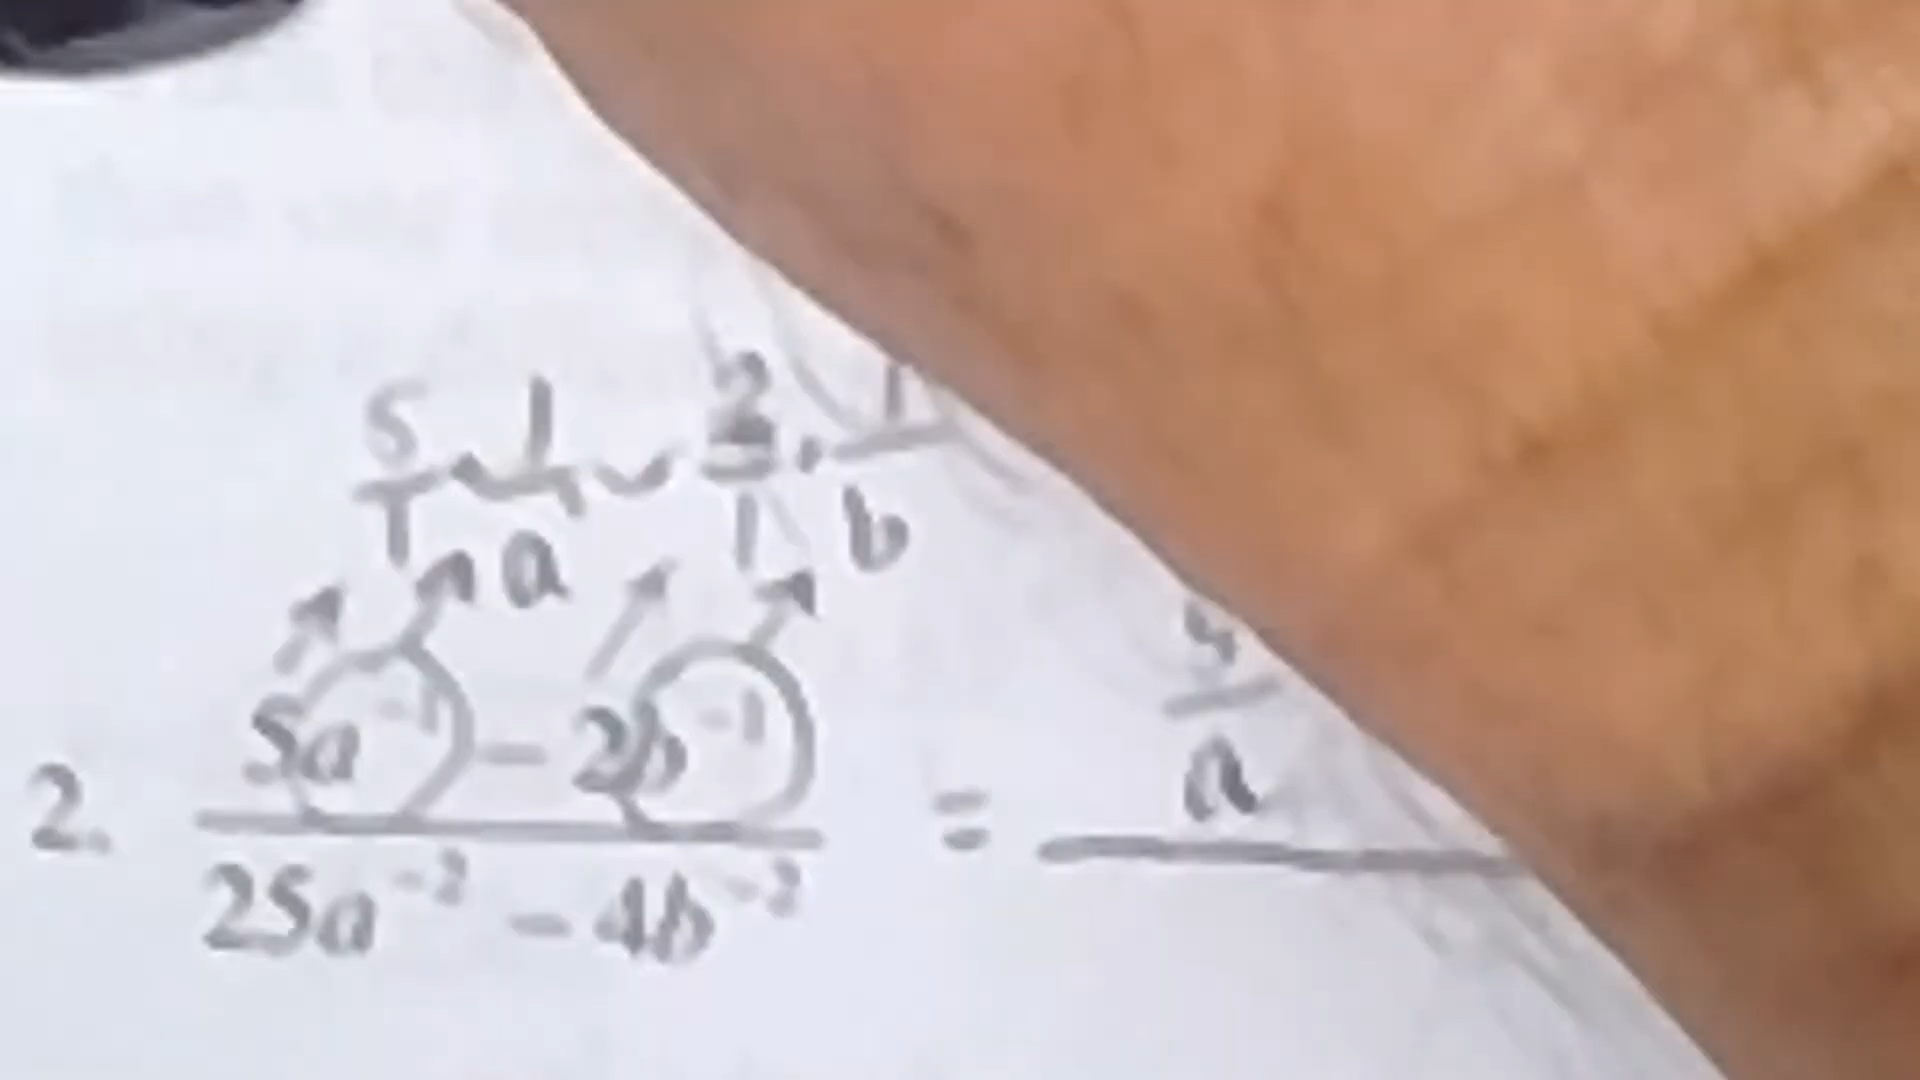 5/1 · 1/a - 2/1 · 1/b
2. (5a⁻¹ - 2b⁻¹) / (25a⁻² - 4b⁻²) = 5/a